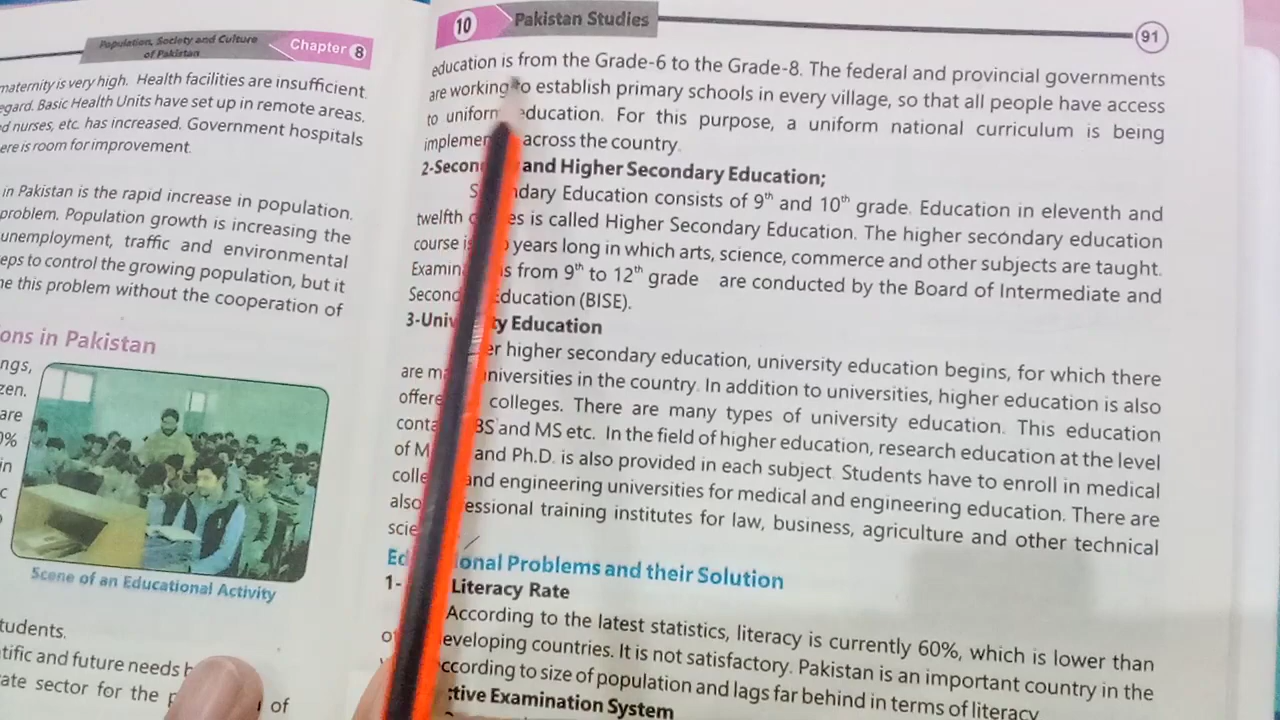 Population, Society and Culture
of Pakistan
Chapter 8
maternity is very high. Health facilities are insufficient
egard. Basic Health Units have set up in remote areas.
d nurses, etc. has increased. Government hospitals
ere is room for improvement.
in Pakistan is the rapid increase in population.
problem. Population growth is increasing the
unemployment, traffic and environmental
eps to control the growing population, but it
e this problem without the cooperation of
ons in Pakistan
ngs,
zen.
are
0%
in
c
Scene of an Educational Activity
tudents.
tific and future needs
ate sector for the of
10 Pakistan Studies 91
education is from the Grade-6 to the Grade-8. The federal and provincial governments
are working to establish primary schools in every village, so that all people have access
to uniform education. For this purpose, a uniform national curriculum is being
implemen across the country.
2-Secon and Higher Secondary Education;
S ndary Education consists of 9th and 10th grade. Education in eleventh and
twelfth es is called Higher Secondary Education. The higher secondary education
course is years long in which arts, science, commerce and other subjects are taught.
Examin s from 9th to 12th grade are conducted by the Board of Intermediate and
Second Education (BISE).
3-Univ ty Education
er higher secondary education, university education begins, for which there
are m universities in the country. In addition to universities, higher education is also
offere colleges. There are many types of university education. This education
conta BS and MS etc. In the field of higher education, research education at the level
of M and Ph.D. is also provided in each subject. Students have to enroll in medical
colle and engineering universities for medical and engineering education. There are
also essional training institutes for law, business, agriculture and other technical
scie
Ed ional Problems and their Solution
1- Literacy Rate
According to the latest statistics, literacy is currently 60%, which is lower than
o eveloping countries. It is not satisfactory. Pakistan is an important country in the
ccording to size of population and lags far behind in terms of literacy
ctive Examination System